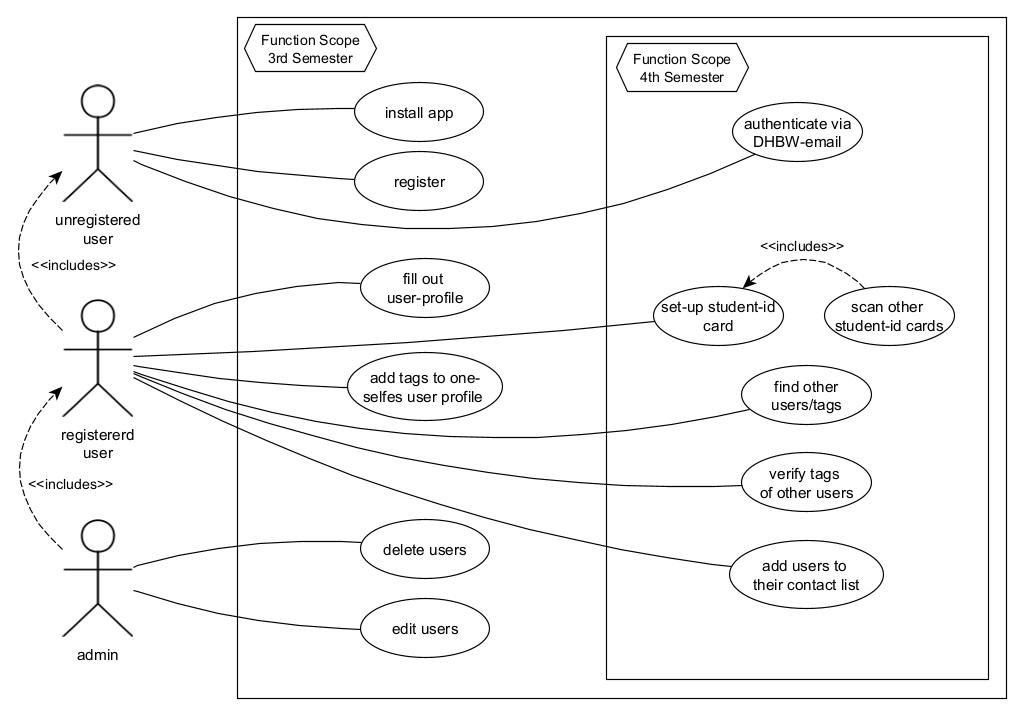 Function Scope
3rd Semester
Function Scope
4th Semester
install app
authenticate via
DHBW-email
register
unregistered
user
<<includes>>
<<includes>>
fill out
user-profile
set-up student-id
card
scan other
student-id cards
add tags to one-
selfes user profile
find other
users/tags
registererd
user
<<includes>>
verify tags
of other users
delete users
add users to
their contact list
edit users
admin